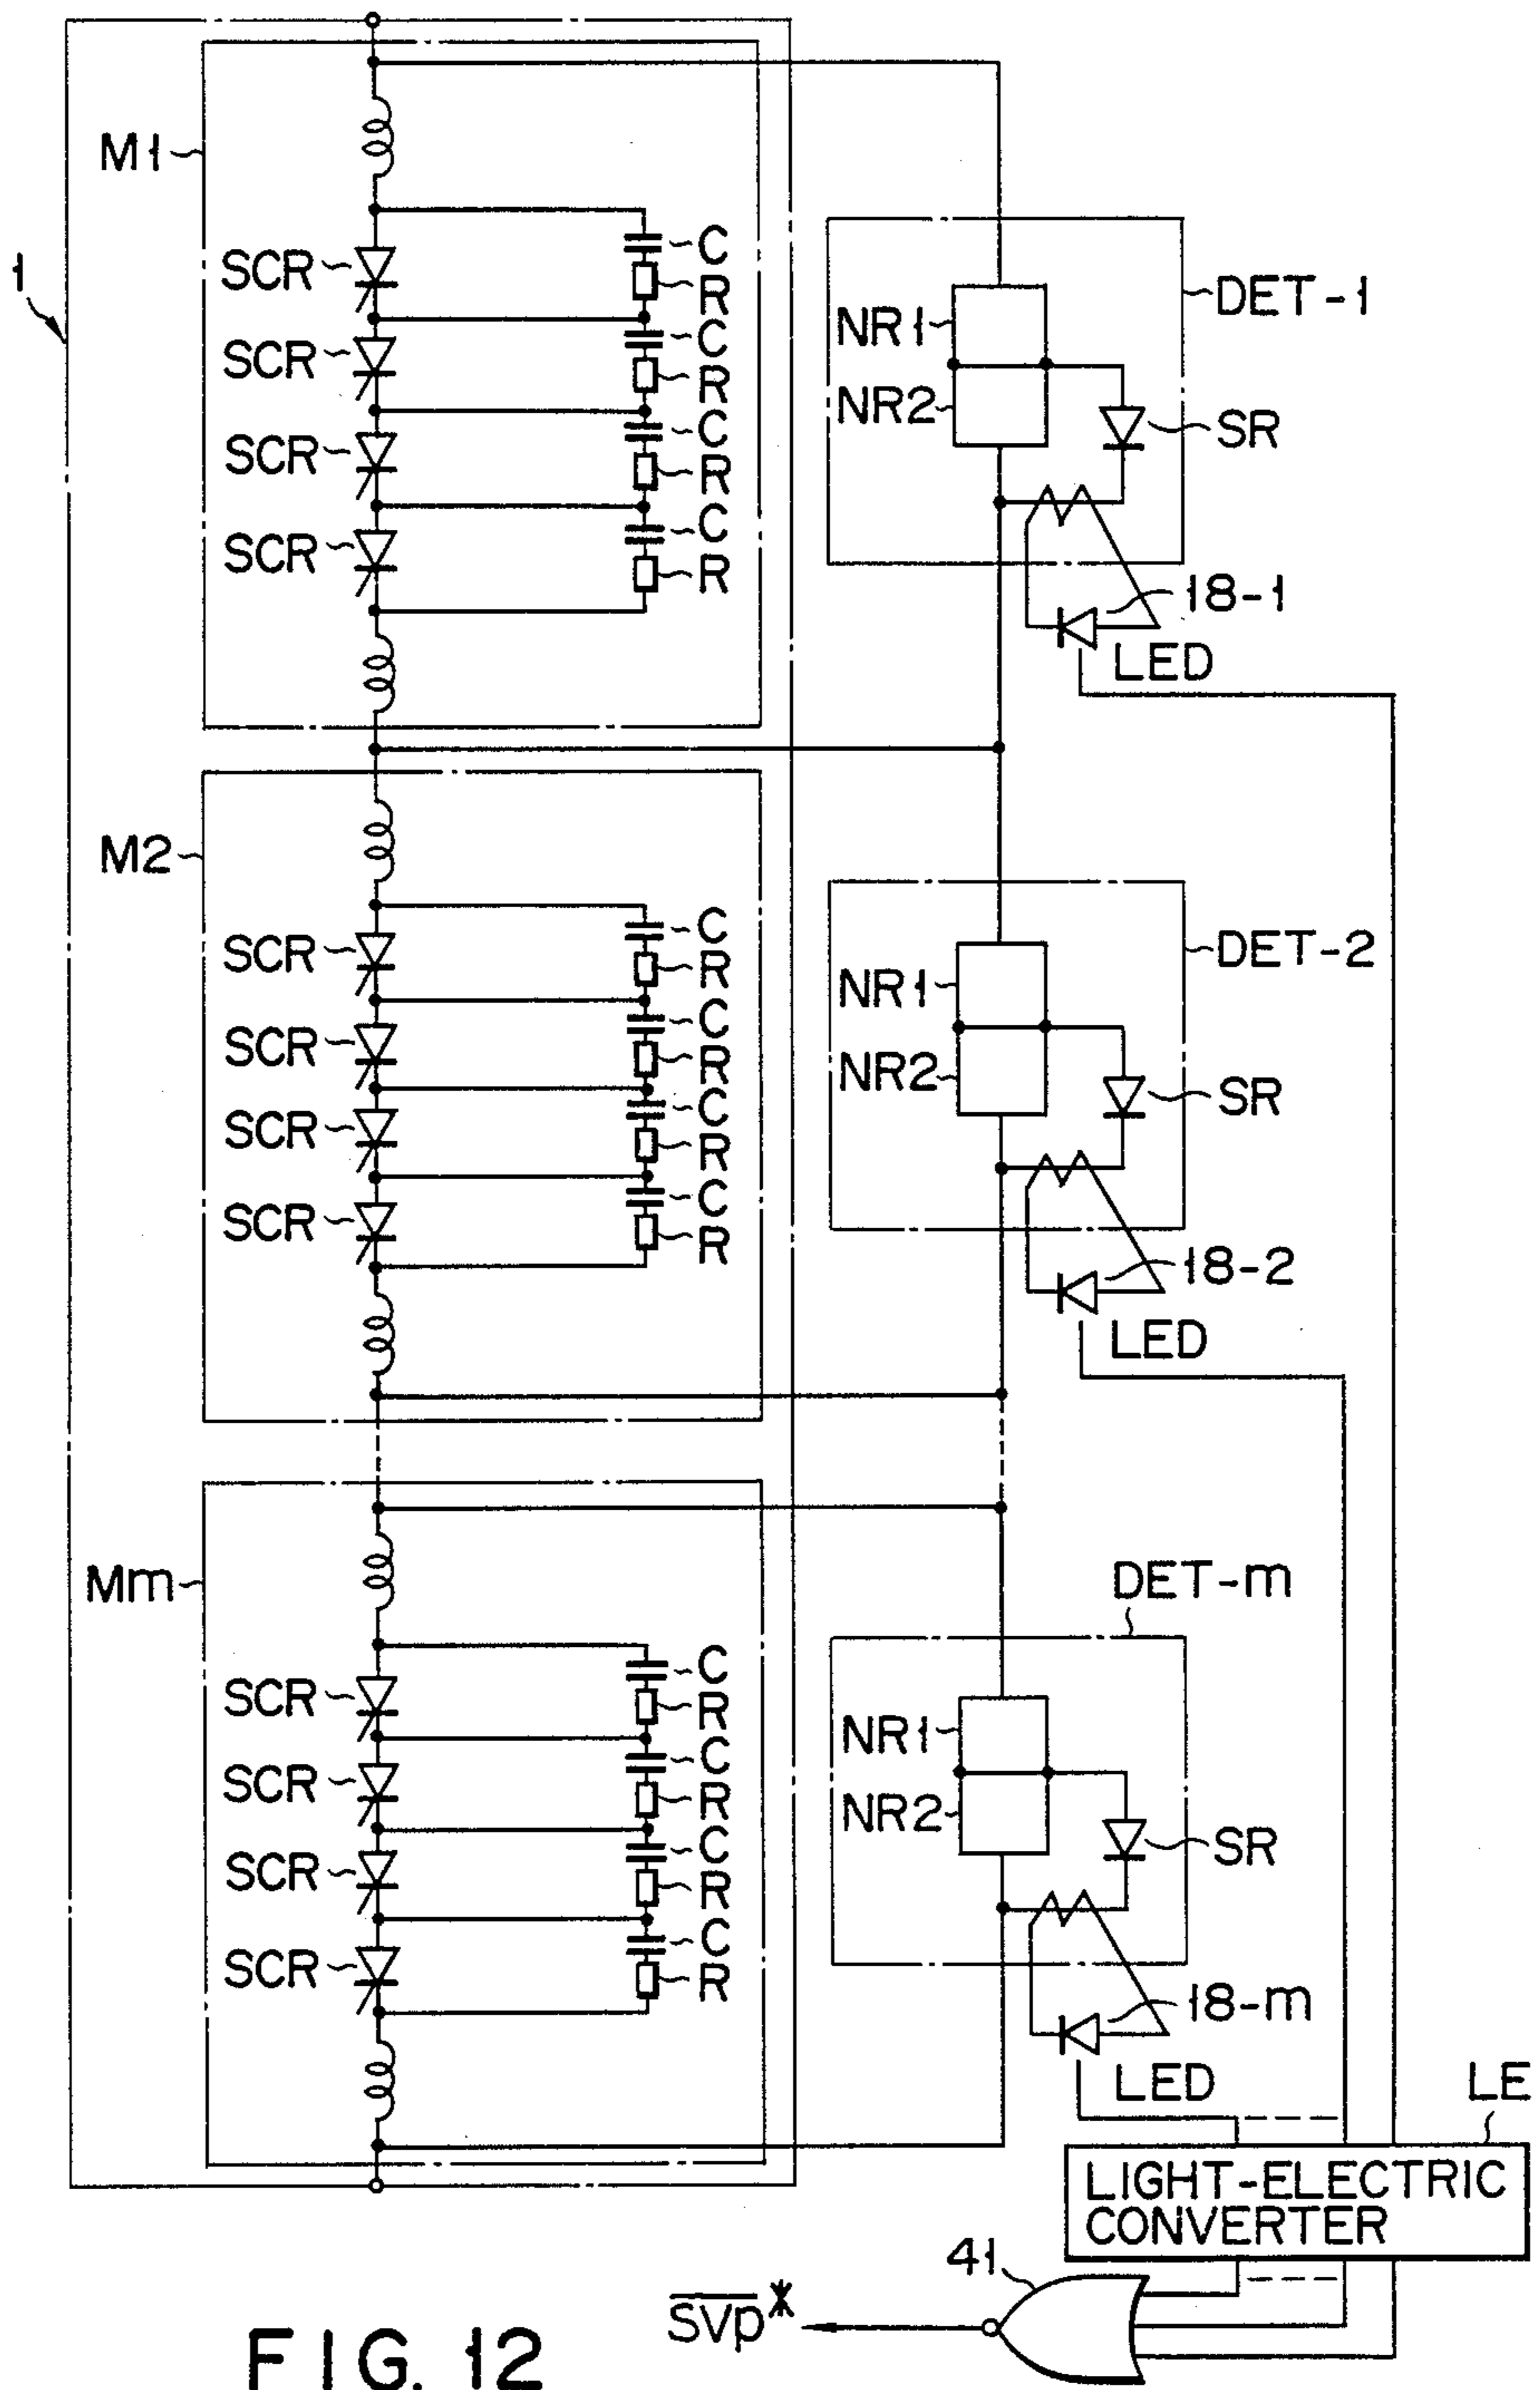 1
M1
SCR
C
R
SCR
C
R
SCR
C
R
SCR
C
R
NR1
NR2
DET-1
SR
18-1
LED
M2
SCR
C
R
SCR
C
R
SCR
C
R
SCR
C
R
NR1
NR2
DET-2
SR
18-2
LED
Mm
SCR
C
R
SCR
C
R
SCR
C
R
SCR
C
R
DET-m
NR1
NR2
SR
18-m
LED
LE
LIGHT-ELECTRIC
CONVERTER
41
S̅V̅p̅*
FIG. 12